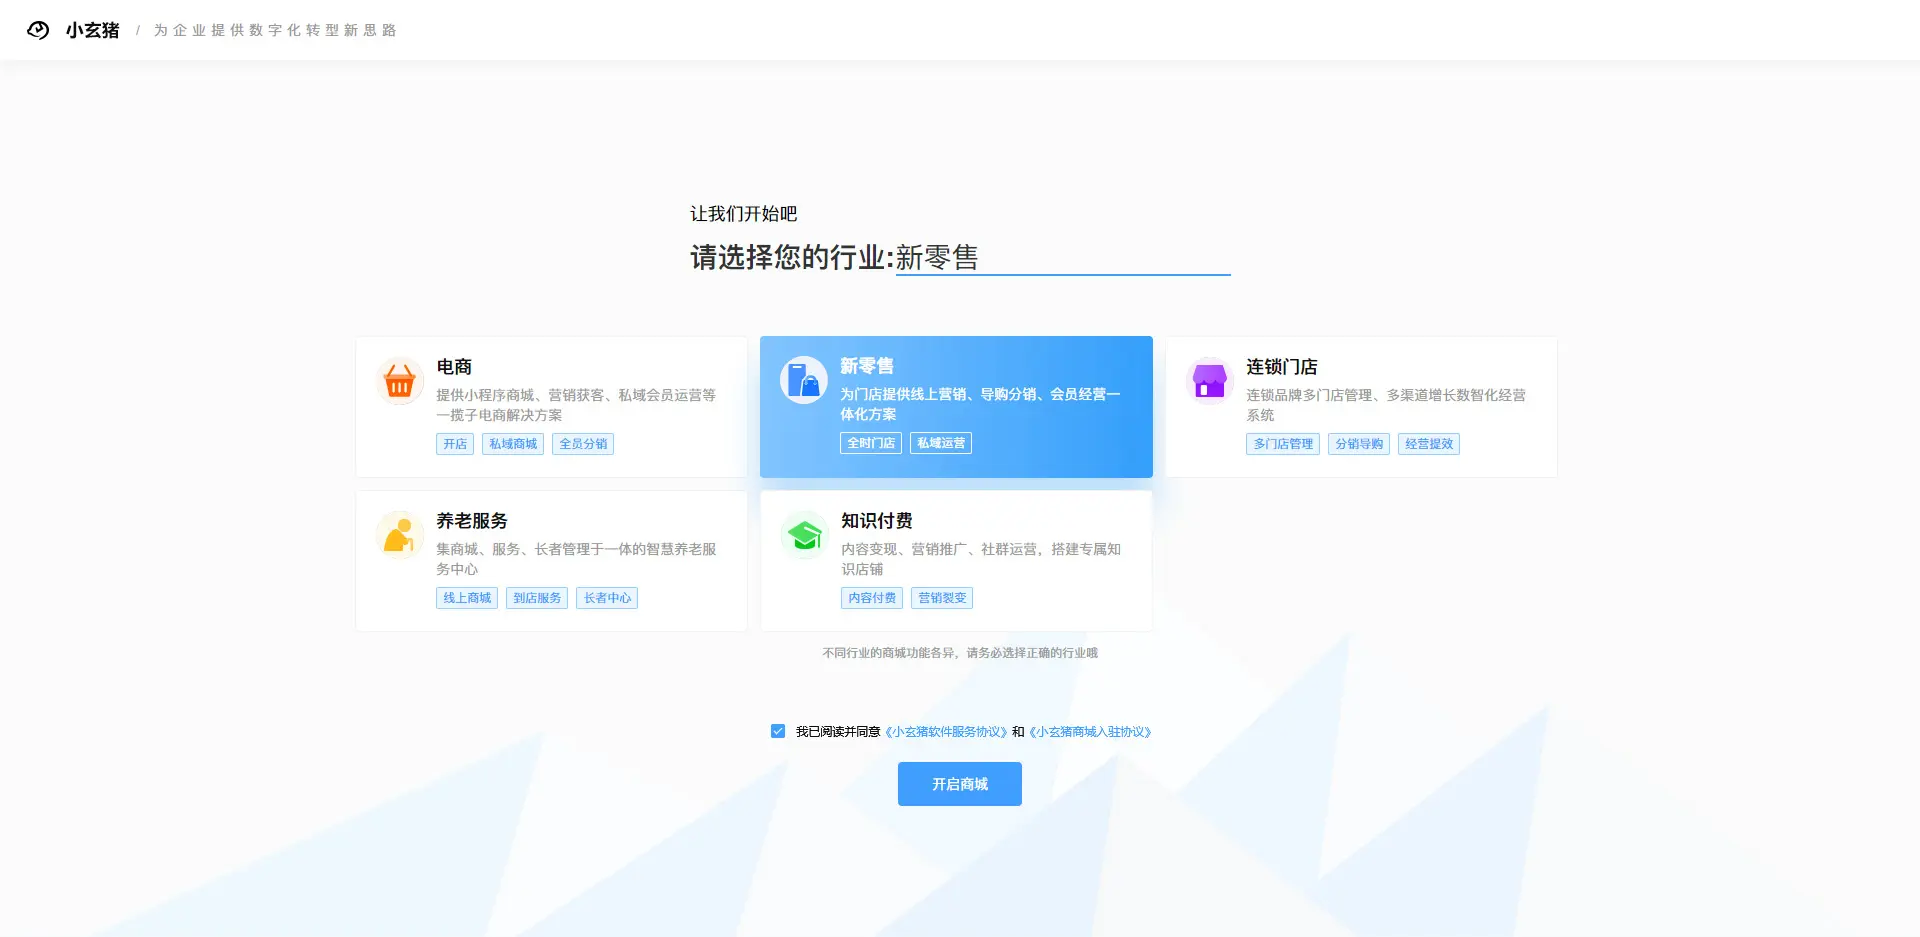 小玄猪 / 为企业提供数字化转型新思路
让我们开始吧
请选择您的行业:新零售
电商
提供小程序商城、营销获客、私域会员运营等
一揽子电商解决方案
开店 私域商城 全员分销
新零售
为门店提供线上营销、导购分销、会员经营一
体化方案
全时门店 私域运营
连锁门店
连锁品牌多门店管理、多渠道增长数智化经营
系统
多门店管理 分销导购 经营提效
养老服务
集商城、服务、长者管理于一体的智慧养老服
务中心
线上商城 到店服务 长者中心
知识付费
内容变现、营销推广、社群运营，搭建专属知
识店铺
内容付费 营销裂变
不同行业的商城功能各异，请务必选择正确的行业哦
我已阅读并同意《小玄猪软件服务协议》和《小玄猪商城入驻协议》
开启商城